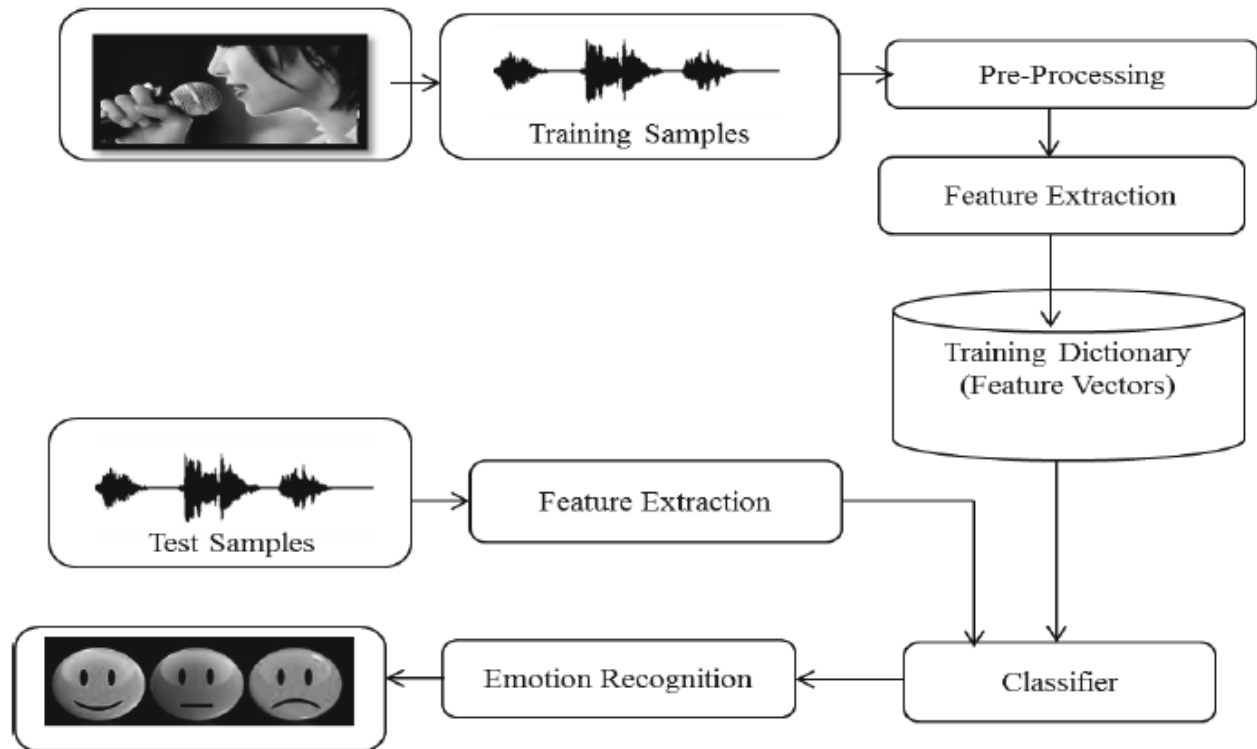 Training Samples
Pre-Processing
Feature Extraction
Training Dictionary
(Feature Vectors)
Test Samples
Feature Extraction
Emotion Recognition
Classifier